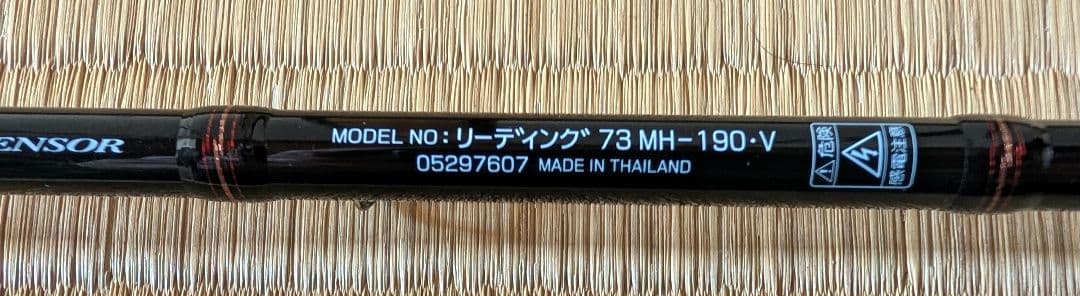 ENSOR
MODEL NO:リーディング 73 MH-190・V
05297607 MADE IN THAILAND
危険
感電注意